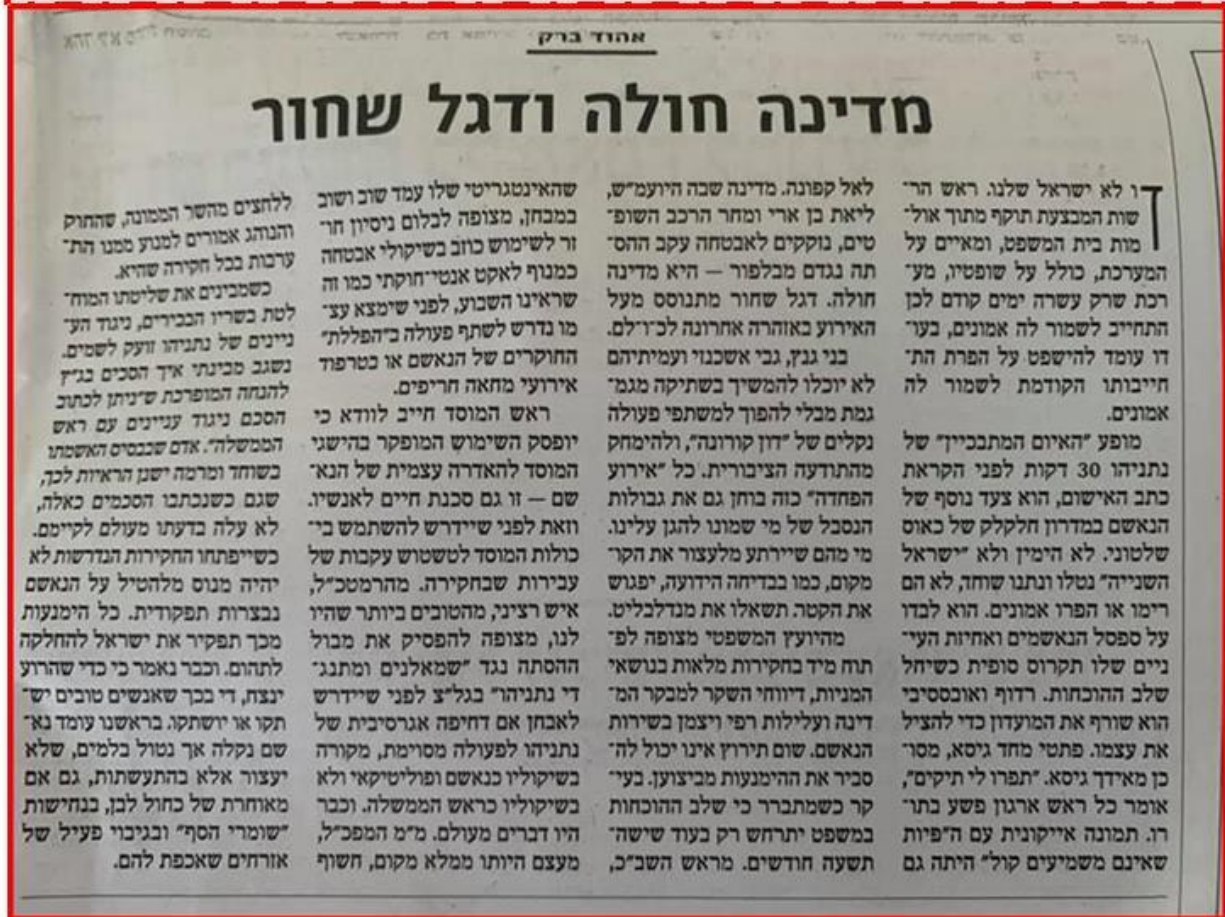 אהוד ברק
מדינה חולה ודגל שחור
זו לא ישראל שלנו. ראש הר־
שות המבצעת תוקף מתוך אול־
מות בית המשפט, ומאיים על
המערכת, כולל על שופטיו, מע־
רכת שרק עשרה ימים קודם לכן
התחייב לשמור לה אמונים, בעו־
דו עומד להישפט על הפרת הת־
חייבותו הקודמת לשמור לה
אמונים.
מופע "האיום המתבכיין" של
נתניהו 30 דקות לפני הקראת
כתב האישום, הוא צעד נוסף של
הנאשם במדרון חלקלק של כאוס
שלטוני. לא הימין ולא "ישראל
השנייה" נטלו ונתנו שוחד, לא הם
רימו או הפרו אמונים. הוא לבדו
על ספסל הנאשמים ואחיזת העי־
ניים שלו תקרוס סופית כשיחל
שלב ההוכחות. רדוף ואובססיבי
הוא שורף את המועדון כדי להציל
את עצמו. פתטי מחד גיסא, מסו־
כן מאידך גיסא. "תפרו לי תיקים",
אומר כל ראש ארגון פשע בתו־
רו. תמונה אייקונית עם ה"פיות
שאינם משמיעים קול" היתה גם
לאל קפונה. מדינה שבה היועמ"ש,
ליאת בן ארי ומחר הרכב השופ־
טים, נזקקים לאבטחה עקב ההס־
תה נגדם מבלפור — היא מדינה
חולה. דגל שחור מתנוסס מעל
האירוע באזהרה אחרונה לכ־ו־לם.
בני גנץ, גבי אשכנזי ועמיתיהם
לא יוכלו להמשיך בשתיקה מגמ־
גמת מבלי להפוך למשתפי פעולה
נקלים של "דון קורונה", ולהימחק
מהתודעה הציבורית. כל "אירוע
הפחדה" כזה בוחן גם את גבולות
הנסבל של מי שמונו להגן עלינו.
מי מהם שיירתע מלעצור את הקו־
מקום, כמו בבדיחה הידועה, יפגוש
את הקטר. תשאלו את מנדלבליט.
מהיועץ המשפטי מצופה לפ־
תוח מיד בחקירות מלאות בנושאי
המניות, דיווחי השקר למבקר המ־
דינה ועלילות רפי ויצמן בשירות
הנאשם. שום תירוץ אינו יכול לה־
סביר את ההימנעות מביצוען. בעי־
קר כשמתברר כי שלב ההוכחות
במשפט יתרחש רק בעוד שישה־
תשעה חודשים. מראש השב"כ,
שהאינטגריטי שלו עמד שוב ושוב
במבחן, מצופה לבלום ניסיון חו־
זר לשימוש כוזב בשיקולי אבטחה
כמנוף לאקט אנטי־חוקתי כמו זה
שראינו השבוע, לפני שימצא עצ־
מו נדרש לשתף פעולה ב"הפללת"
החוקרים של הנאשם או בטרפוד
אירועי מחאה חריפים.
ראש המוסד חייב לוודא כי
יופסק השימוש המופקר בהישגי
המוסד להאדרה עצמית של הנא־
שם — זו גם סכנת חיים לאנשיו.
וזאת לפני שיידרש להשתמש בי־
כולות המוסד לטשטוש עקבות של
עבירות שבחקירה. מהרמטכ"ל,
איש רציני, מהטובים ביותר שהיו
לנו, מצופה להפסיק את מבול
ההסתה נגד "שמאלנים ומתנג־
די נתניהו" בגל"צ לפני שיידרש
לאבחן אם דחיפה אגרסיבית של
נתניהו לפעולה מסוימת, מקורה
בשיקוליו כנאשם ופוליטיקאי ולא
בשיקוליו כראש הממשלה. וכבר
היו דברים מעולם. מ"מ המפכ"ל,
מעצם היותו ממלא מקום, חשוף
ללחצים מהשר הממונה, שהחוק
והנוהג אמורים למנוע ממנו הת־
ערבות בכל חקירה שהיא.
כשמבינים את שליטתו המוח־
לטת בשריו הבכירים, ניגוד הע־
ניינים של נתניהו זועק לשמים.
נשגב מבינתי איך הסכים בג"ץ
להנחה המופרכת ש"ניתן לכתוב
הסכם ניגוד עניינים עם ראש
הממשלה". אדם שבבסיס האשמתו
בשוחד ומרמה ישנן הראיות לכך,
שגם כשנכתבו הסכמים כאלה,
לא עלה בדעתו מעולם לקיימם.
כשייפתחו החקירות הנדרשות לא
יהיה מנוס מלהטיל על הנאשם
נבצרות תפקודית. כל הימנעות
מכך תפקיר את ישראל להחלקה
לתהום. וכבר נאמר כי כדי שהרוע
ינצח, די בכך שאנשים טובים יש־
תקו או יושתקו. בראשנו עומד נא־
שם נקלה אך נטול בלמים, שלא
יעצור אלא בהתעשתות, גם אם
מאוחרת של כחול לבן, בנחישות
"שומרי הסף" ובגיבוי פעיל של
אזרחים שאכפת להם.